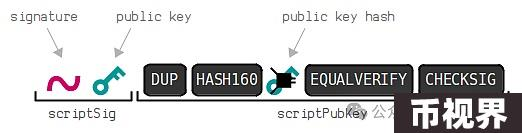 signature public key public key hash
DUP HASH160 EQUALVERIFY CHECKSIG
scriptSig scriptPubKey
币视界